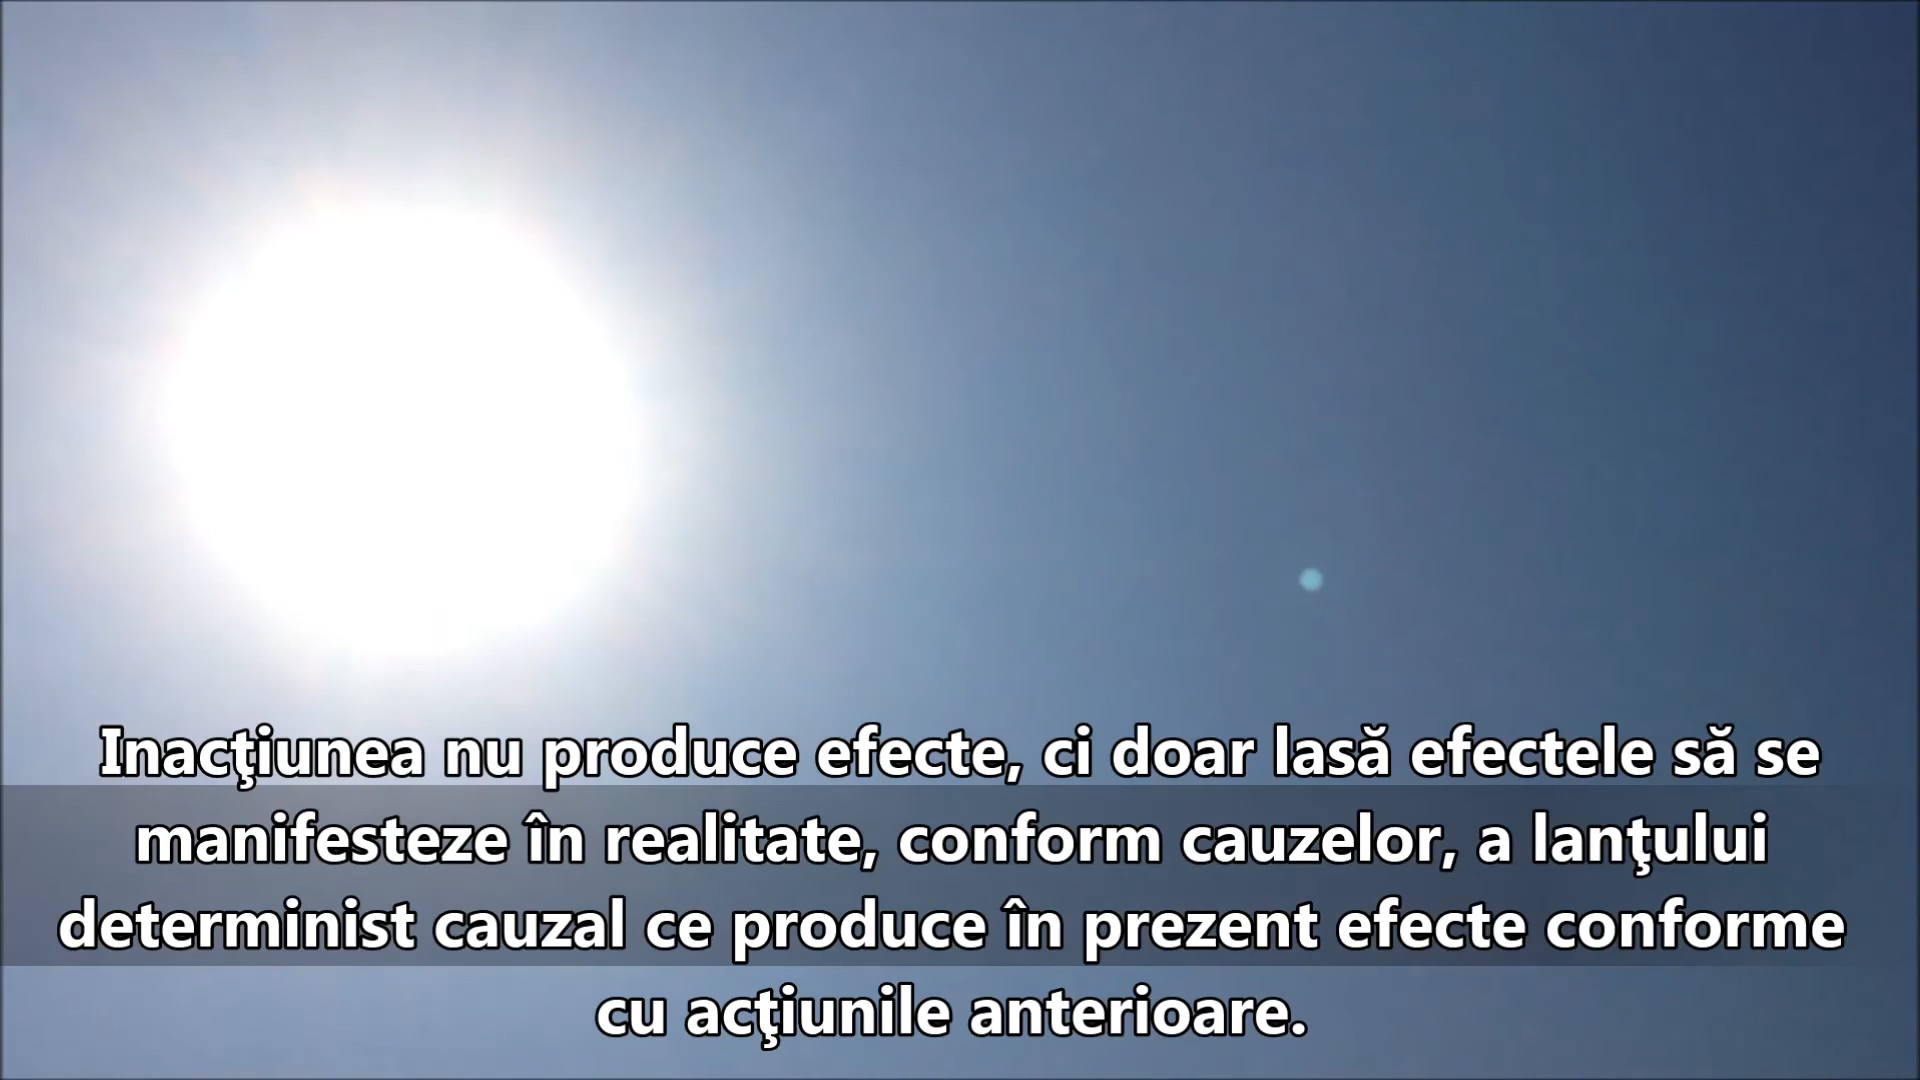 Inacţiunea nu produce efecte, ci doar lasă efectele să se
manifesteze în realitate, conform cauzelor, a lanţului
determinist cauzal ce produce în prezent efecte conforme
cu acţiunile anterioare.